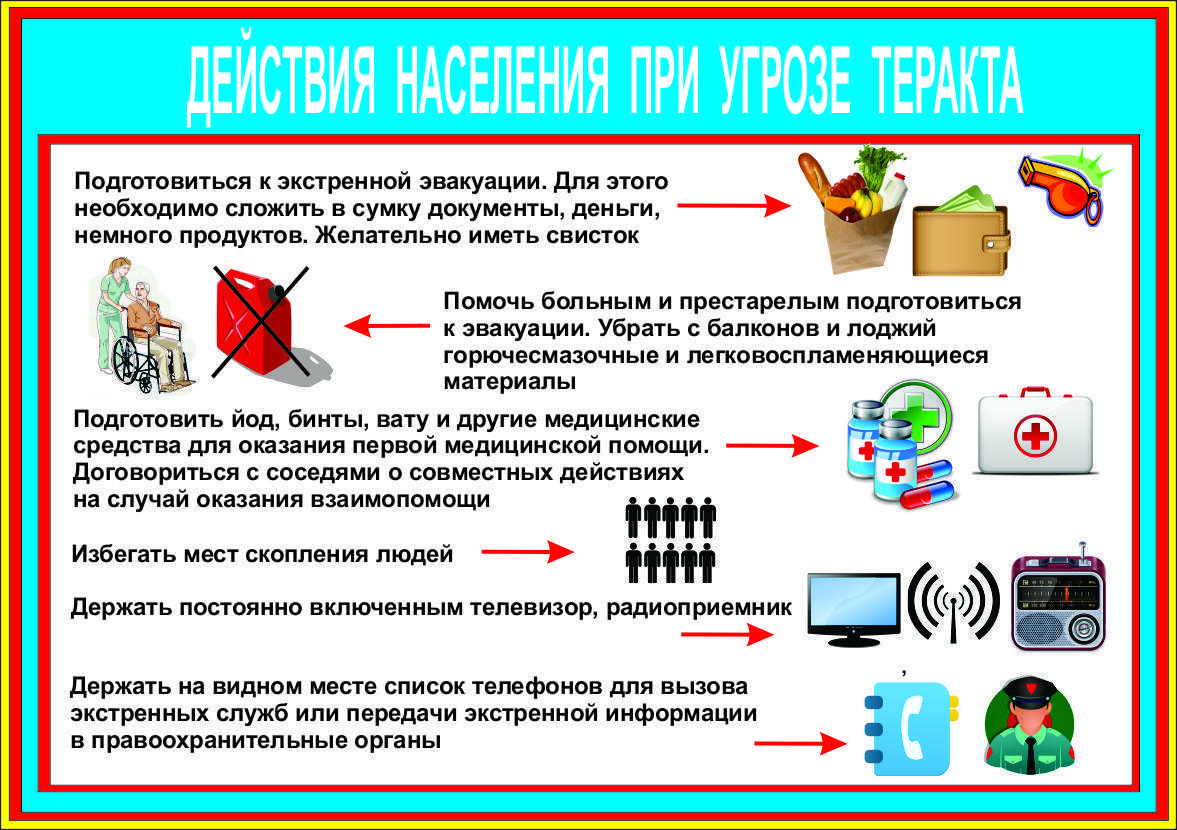 ДЕЙСТВИЯ НАСЕЛЕНИЯ ПРИ УГРОЗЕ ТЕРАКТА
Подготовиться к экстренной эвакуации. Для этого
необходимо сложить в сумку документы, деньги,
немного продуктов. Желательно иметь свисток
Помочь больным и престарелым подготовиться
к эвакуации. Убрать с балконов и лоджий
горючесмазочные и легковоспламеняющиеся
материалы
Подготовить йод, бинты, вату и другие медицинские
средства для оказания первой медицинской помощи.
Договориться с соседями о совместных действиях
на случай оказания взаимопомощи
Избегать мест скопления людей
Держать постоянно включенным телевизор, радиоприемник
FM
AM
,
Держать на видном месте список телефонов для вызова
экстренных служб или передачи экстренной информации
в правоохранительные органы